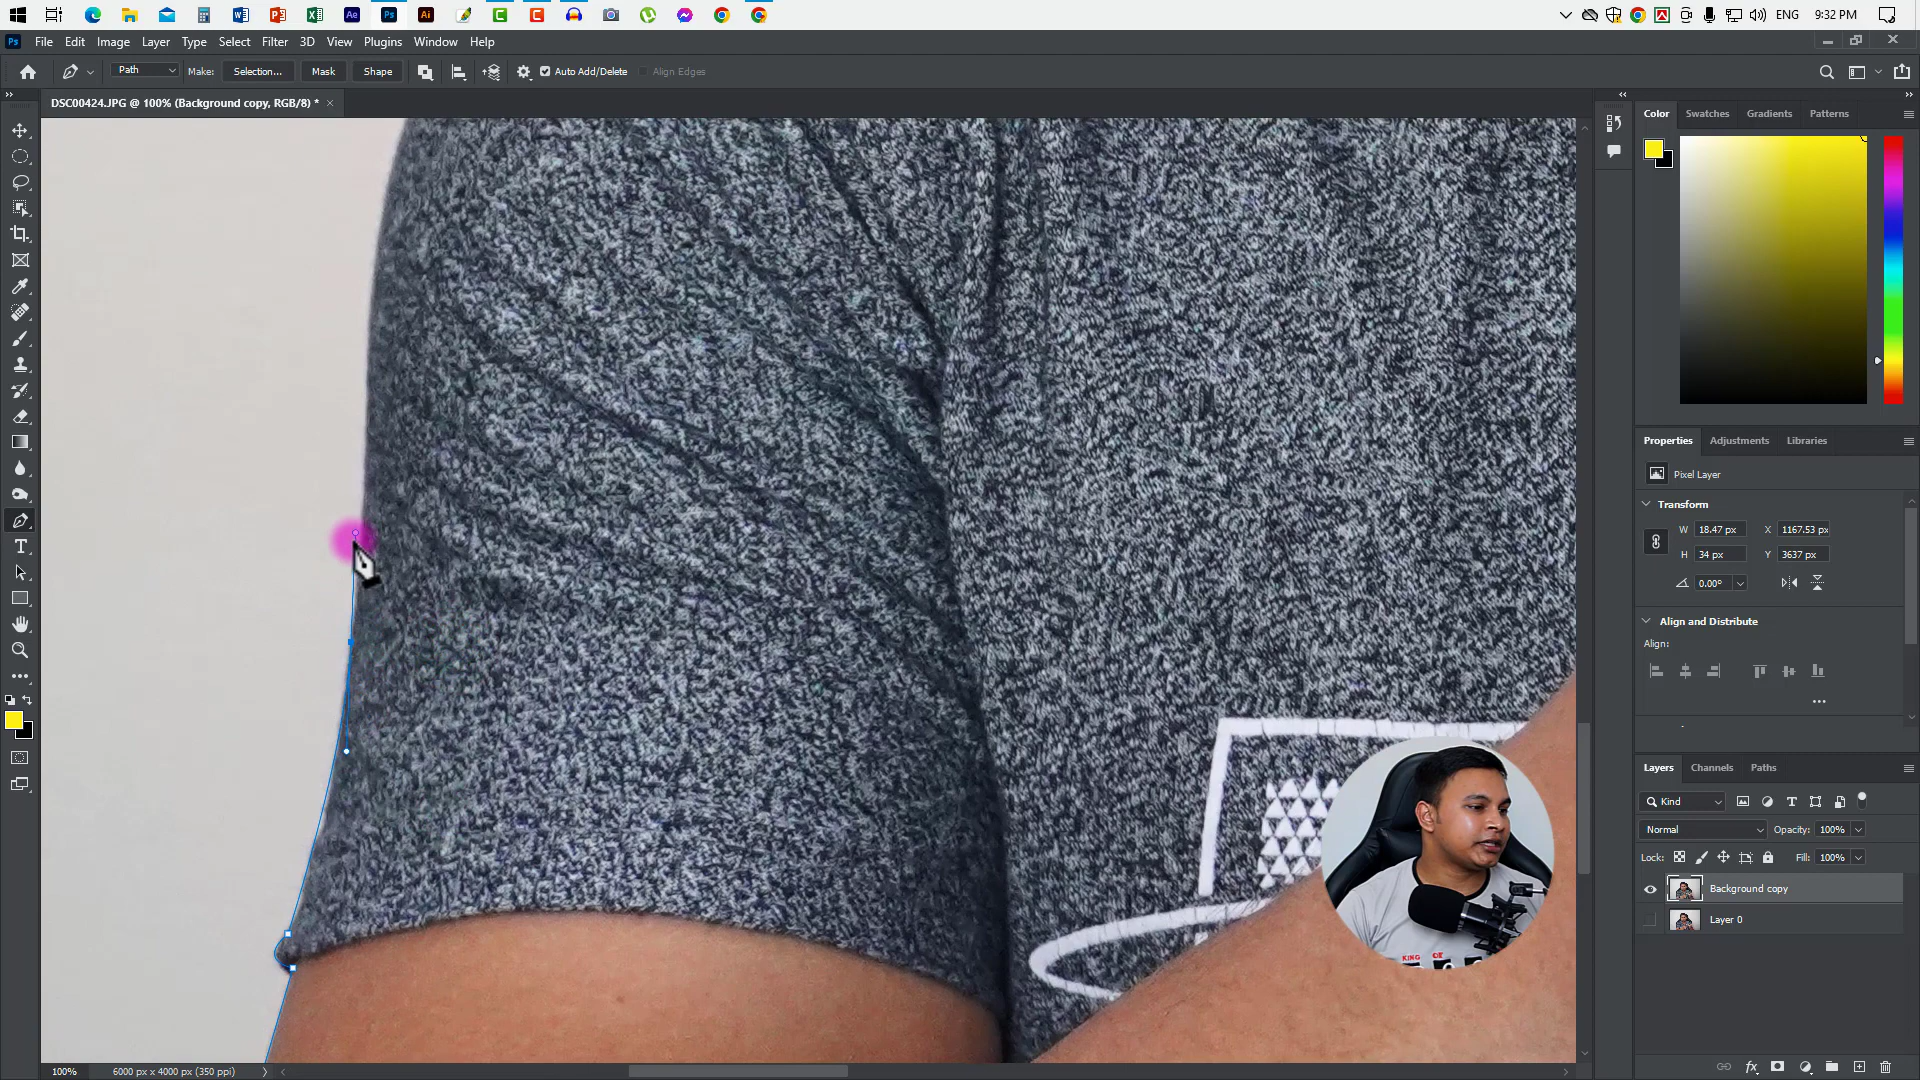 ENG
9:32 PM
Ps
File
Edit
Image
Layer
Type
Select
Filter
3D
View
Plugins
Window
Help
Path
Make:
Selection...
Mask
Shape
Auto Add/Delete
Align Edges
DSC00424.JPG @ 100% (Background copy, RGB/8) *
Color
Swatches
Gradients
Patterns
Properties
Adjustments
Libraries
Pixel Layer
Transform
W 18.47 px X 1167.53 px
H 34 px Y 3637 px
0.00°
Align and Distribute
Align:
Layers
Channels
Paths
Kind
Normal
Opacity: 100%
Lock:
Fill: 100%
Background copy
Layer 0
100%
6000 px x 4000 px (350 ppi)